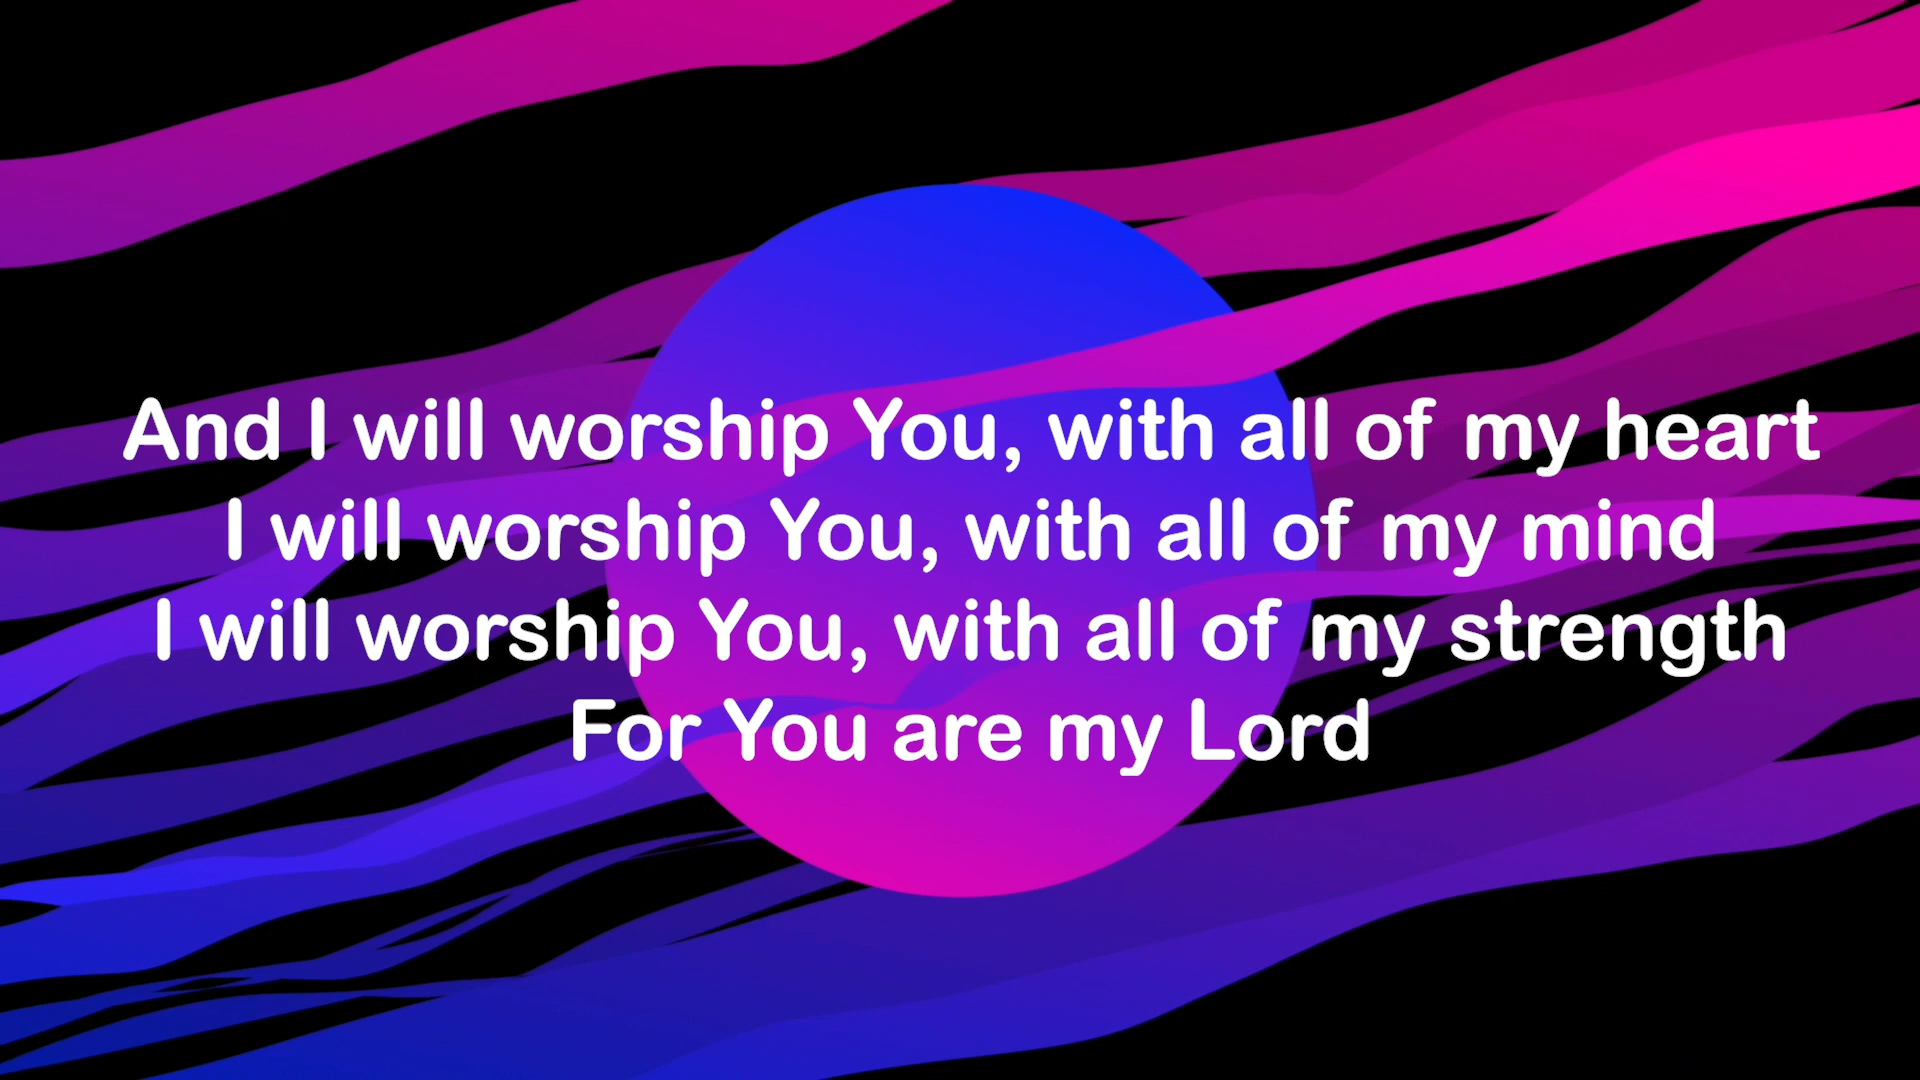 And I will worship You, with all of my heart
I will worship You, with all of my mind
I will worship You, with all of my strength
For You are my Lord